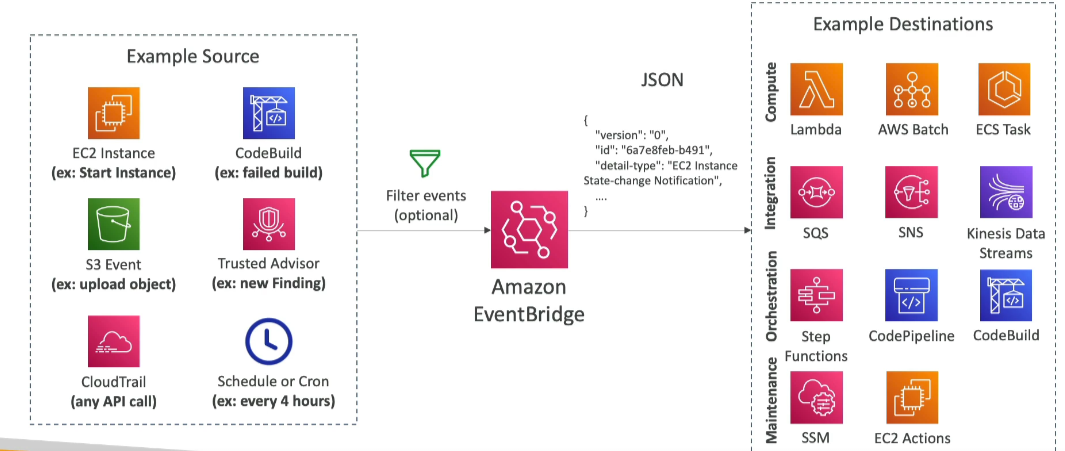 Example Source
EC2 Instance
(ex: Start Instance)
CodeBuild
(ex: failed build)
S3 Event
(ex: upload object)
Trusted Advisor
(ex: new Finding)
CloudTrail
(any API call)
Schedule or Cron
(ex: every 4 hours)
Filter events
(optional)
Amazon
EventBridge
JSON
{
"version": "0",
"id": "6a7e8feb-b491",
"detail-type": "EC2 Instance
State-change Notification",
....
}
Example Destinations
Compute
Lambda
AWS Batch
ECS Task
Integration
SQS
SNS
Kinesis Data
Streams
Orchestration
Step
Functions
CodePipeline
CodeBuild
Maintenance
SSM
EC2 Actions